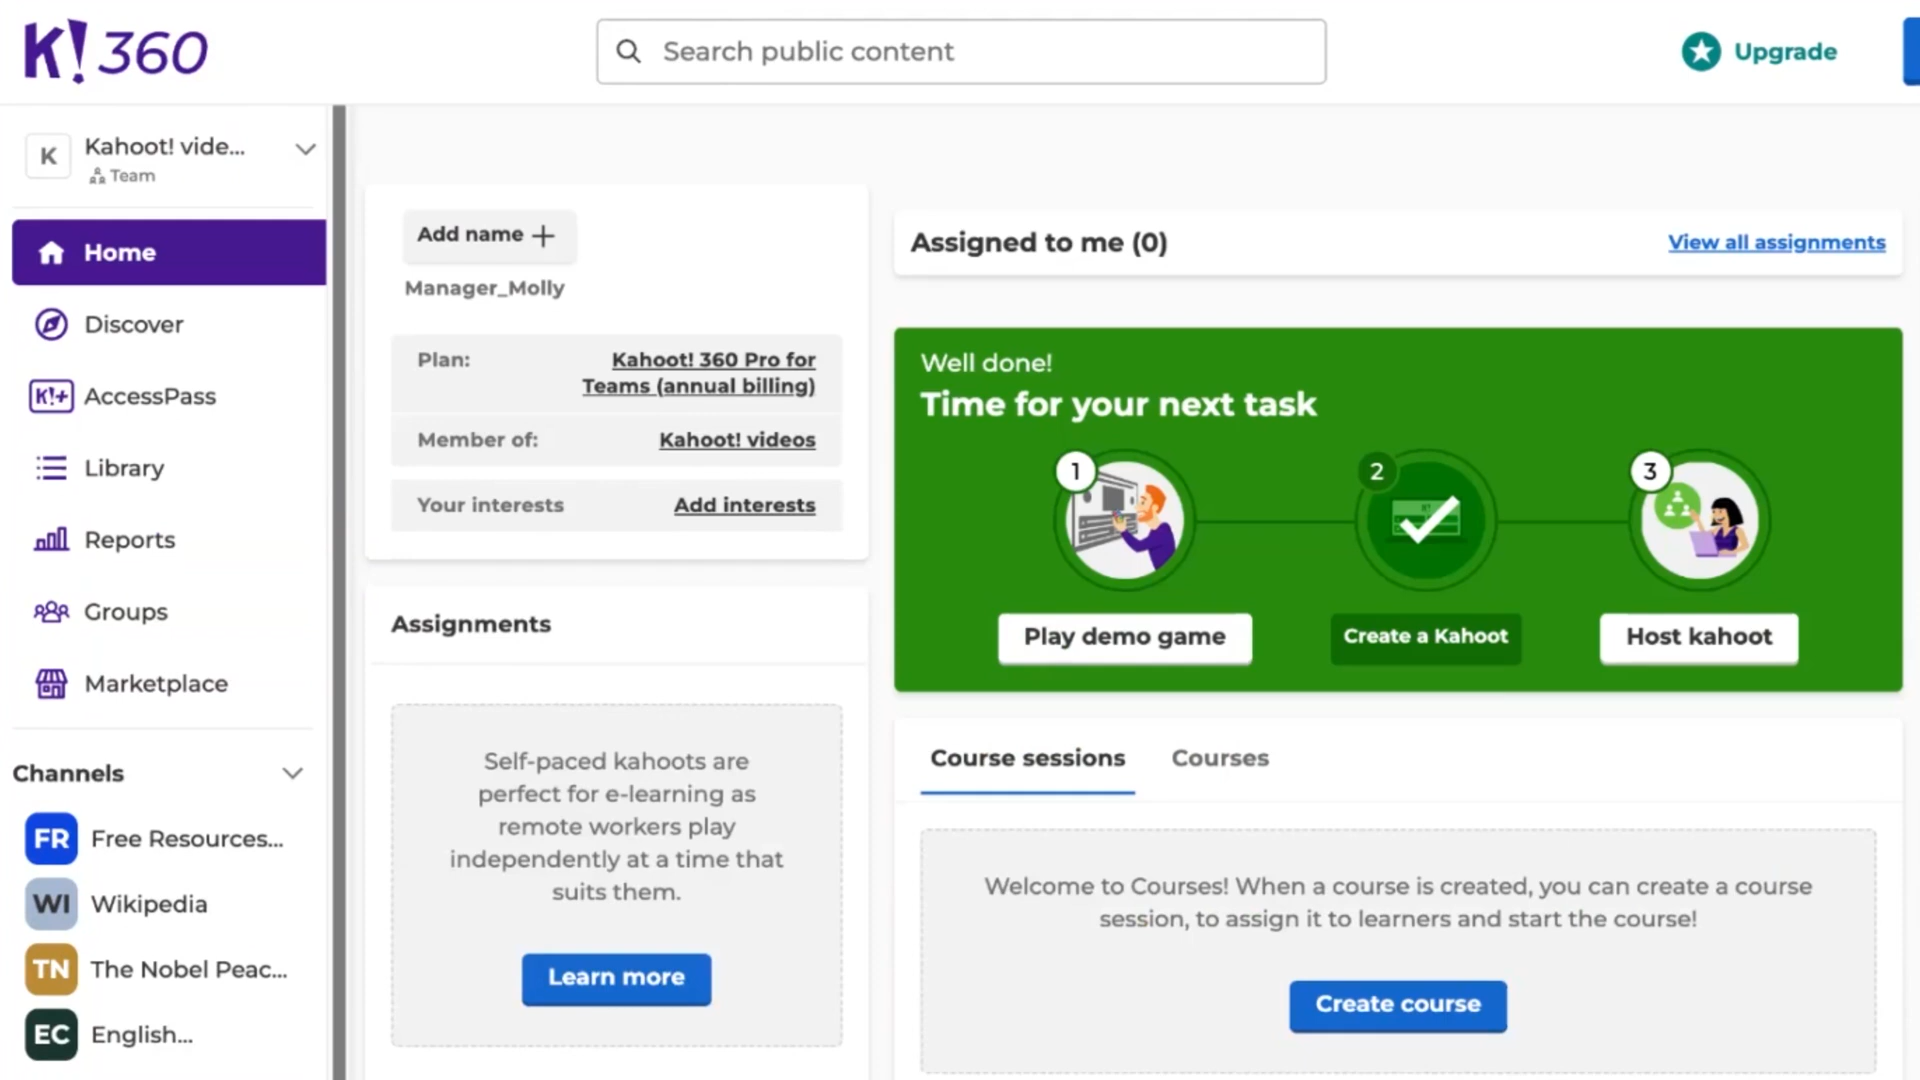 K!360
Search public content
Upgrade
K
Kahoot! vide...
Team
Home
Discover
K!+ AccessPass
Library
Reports
Groups
Marketplace
Channels
FR Free Resources...
WI Wikipedia
TN The Nobel Peac...
EC English...
Add name +
Manager_Molly
Plan: Kahoot! 360 Pro for
Teams (annual billing)
Member of: Kahoot! videos
Your interests Add interests
Assignments
Self-paced kahoots are
perfect for e-learning as
remote workers play
independently at a time that
suits them.
Learn more
Assigned to me (0) View all assignments
Well done!
Time for your next task
1 2 3
Play demo game Create a Kahoot Host kahoot
Course sessions Courses
Welcome to Courses! When a course is created, you can create a course
session, to assign it to learners and start the course!
Create course